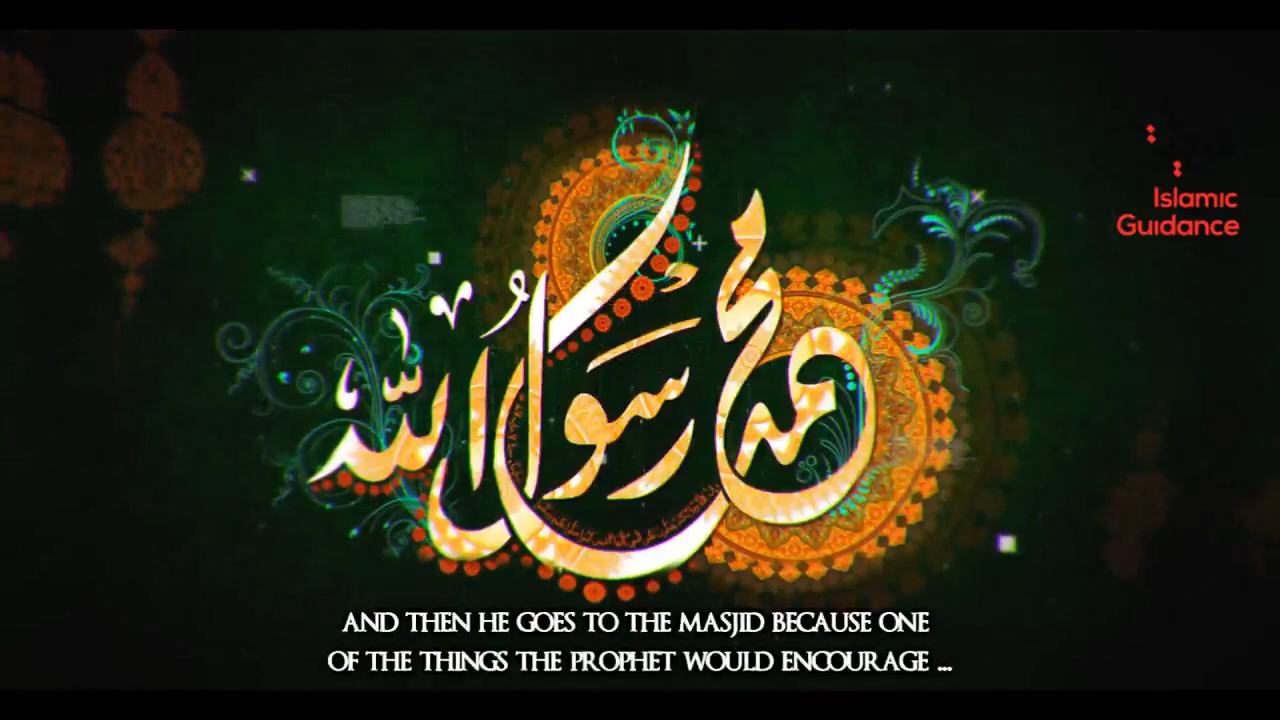 Islamic
Guidance
محمد رسول الله
AND THEN HE GOES TO THE MASJID BECAUSE ONE
OF THE THINGS THE PROPHET WOULD ENCOURAGE ...